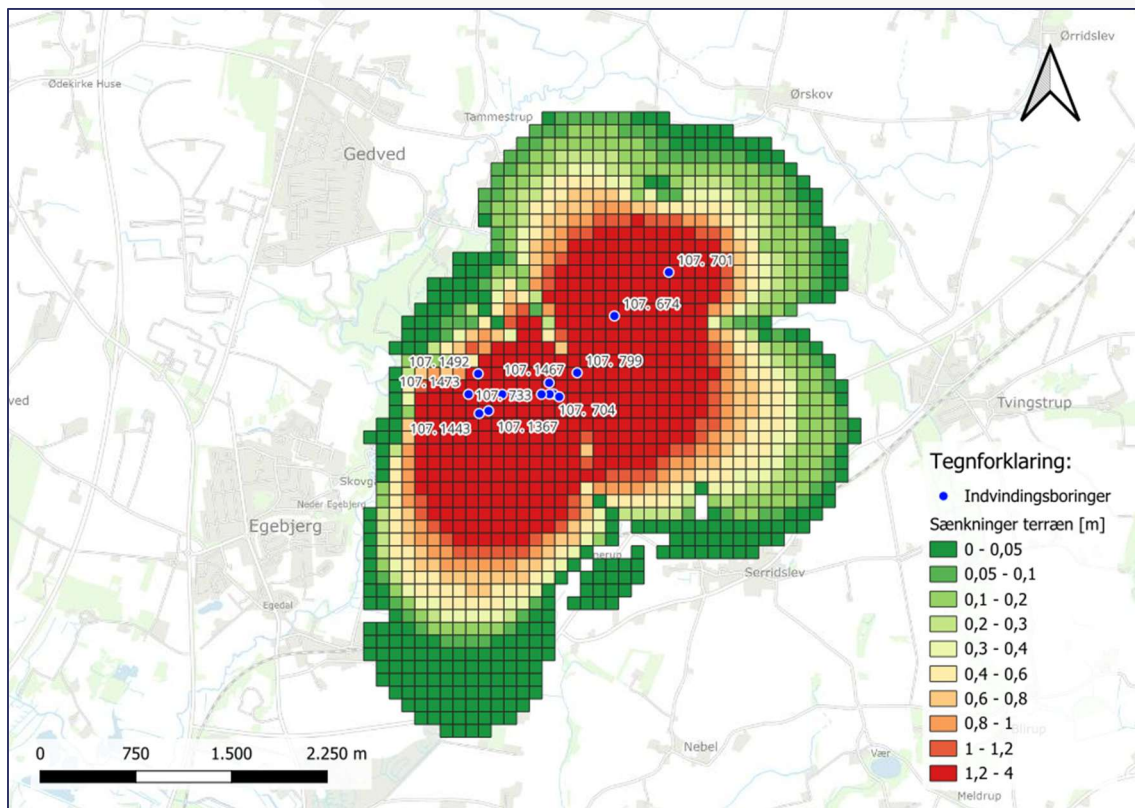 Ørridslev
Ødekirke Huse
Ørskov
Tammestrup
Gedved
107. 701
107. 674
107. 1492
107. 1467
107. 799
107. 1473
107. 733
107. 704
107. 1443
107. 1367
Tvingstrup
Skovgå
Neder Egebjerg
Egebjerg
Serridslev
Egedal
Nebel
Vær
Meldrup
Tegnforklaring:
Indvindingsboringer
Sænkninger terræn [m]
0 - 0,05
0,05 - 0,1
0,1 - 0,2
0,2 - 0,3
0,3 - 0,4
0,4 - 0,6
0,6 - 0,8
0,8 - 1
1 - 1,2
1,2 - 4
0 750 1.500 2.250 m